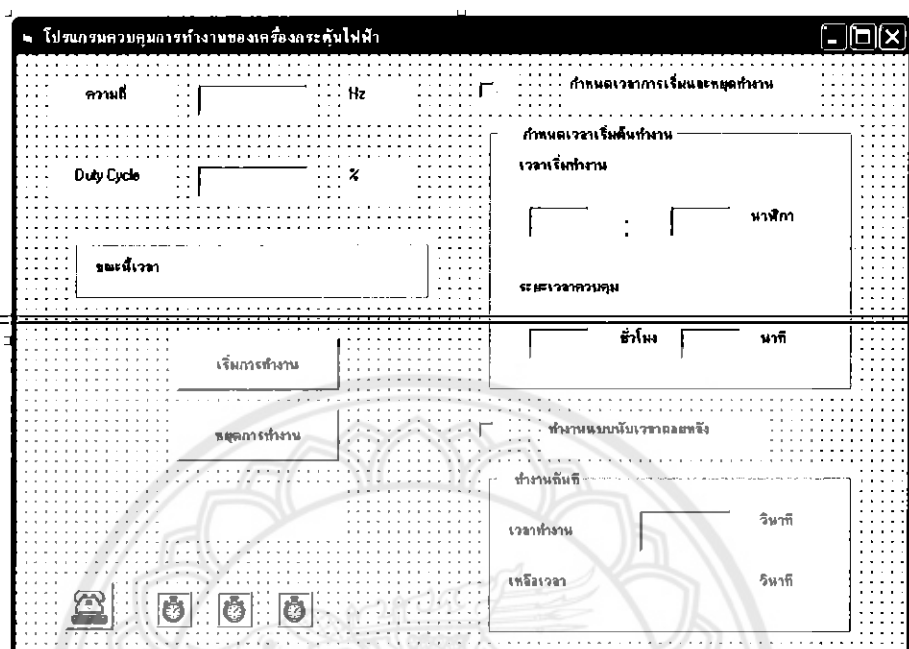 โปรแกรมควบคุมการทำงานของเครื่องกระตุ้นไฟฟ้า
ความถี่ Hz
Duty Cycle %
ขณะนี้เวลา
เริ่มการทำงาน
หยุดการทำงาน
กำหนดเวลาการเริ่มและหยุดทำงาน
กำหนดเวลาเริ่มต้นทำงาน
เวลาเริ่มทำงาน
: นาฬิกา
ระยะเวลาควบคุม
ชั่วโมง นาที
ทำงานแบบนับเวลาถอยหลัง
ทำงานทันที
เวลาทำงาน วินาที
เหลือเวลา วินาที